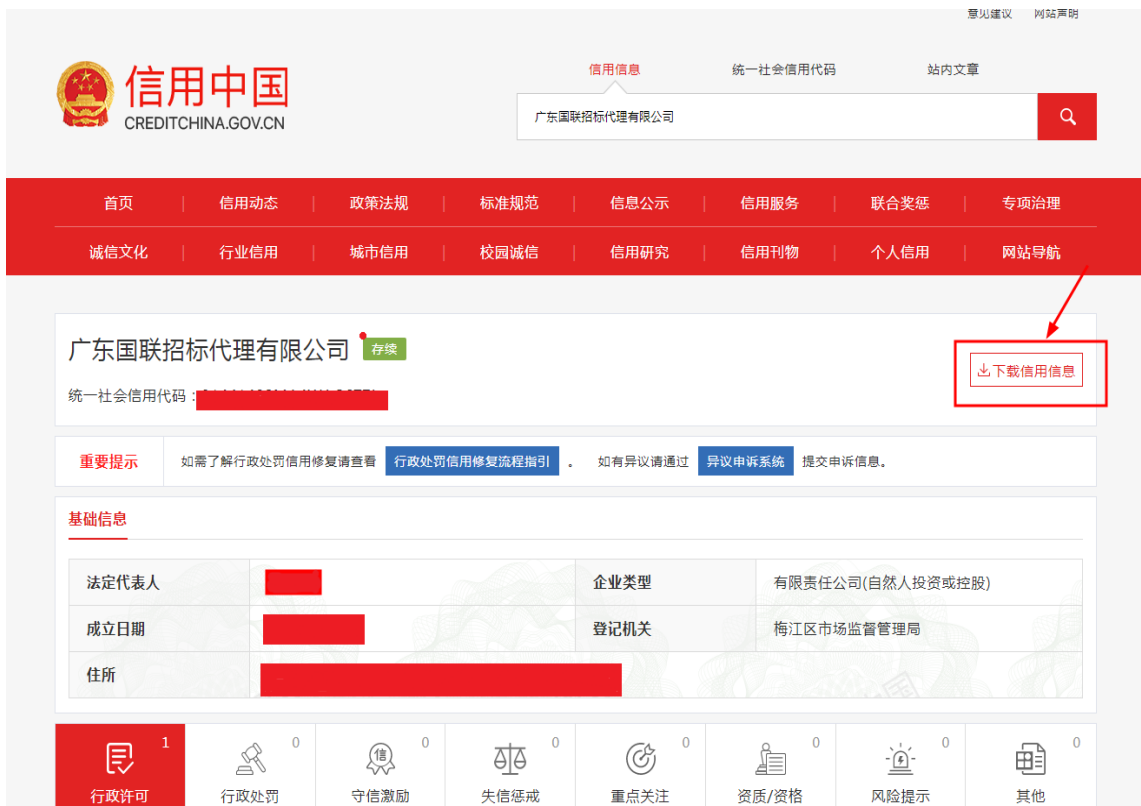 意见建议 网站声明
信用中国
CREDITCHINA.GOV.CN
信用信息 统一社会信用代码 站内文章
广东国联招标代理有限公司
首页 信用动态 政策法规 标准规范 信息公示 信用服务 联合奖惩 专项治理
诚信文化 行业信用 城市信用 校园诚信 信用研究 信用刊物 个人信用 网站导航
广东国联招标代理有限公司 存续
下载信用信息
统一社会信用代码：
重要提示 如需了解行政处罚信用修复请查看 行政处罚信用修复流程指引 。 如有异议请通过 异议申诉系统 提交申诉信息。
基础信息
法定代表人 企业类型 有限责任公司(自然人投资或控股)
成立日期 登记机关 梅江区市场监督管理局
住所
1 0 0 0 0 0 0 0
行政许可 行政处罚 守信激励 失信惩戒 重点关注 资质/资格 风险提示 其他